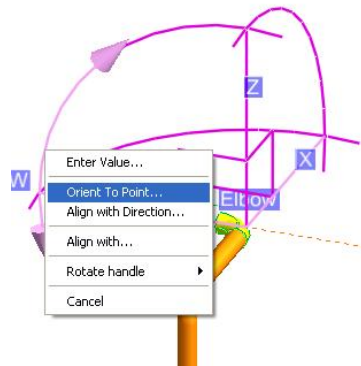 Z
X
W
Elbow
Enter Value...
Orient To Point...
Align with Direction...
Align with...
Rotate handle
Cancel